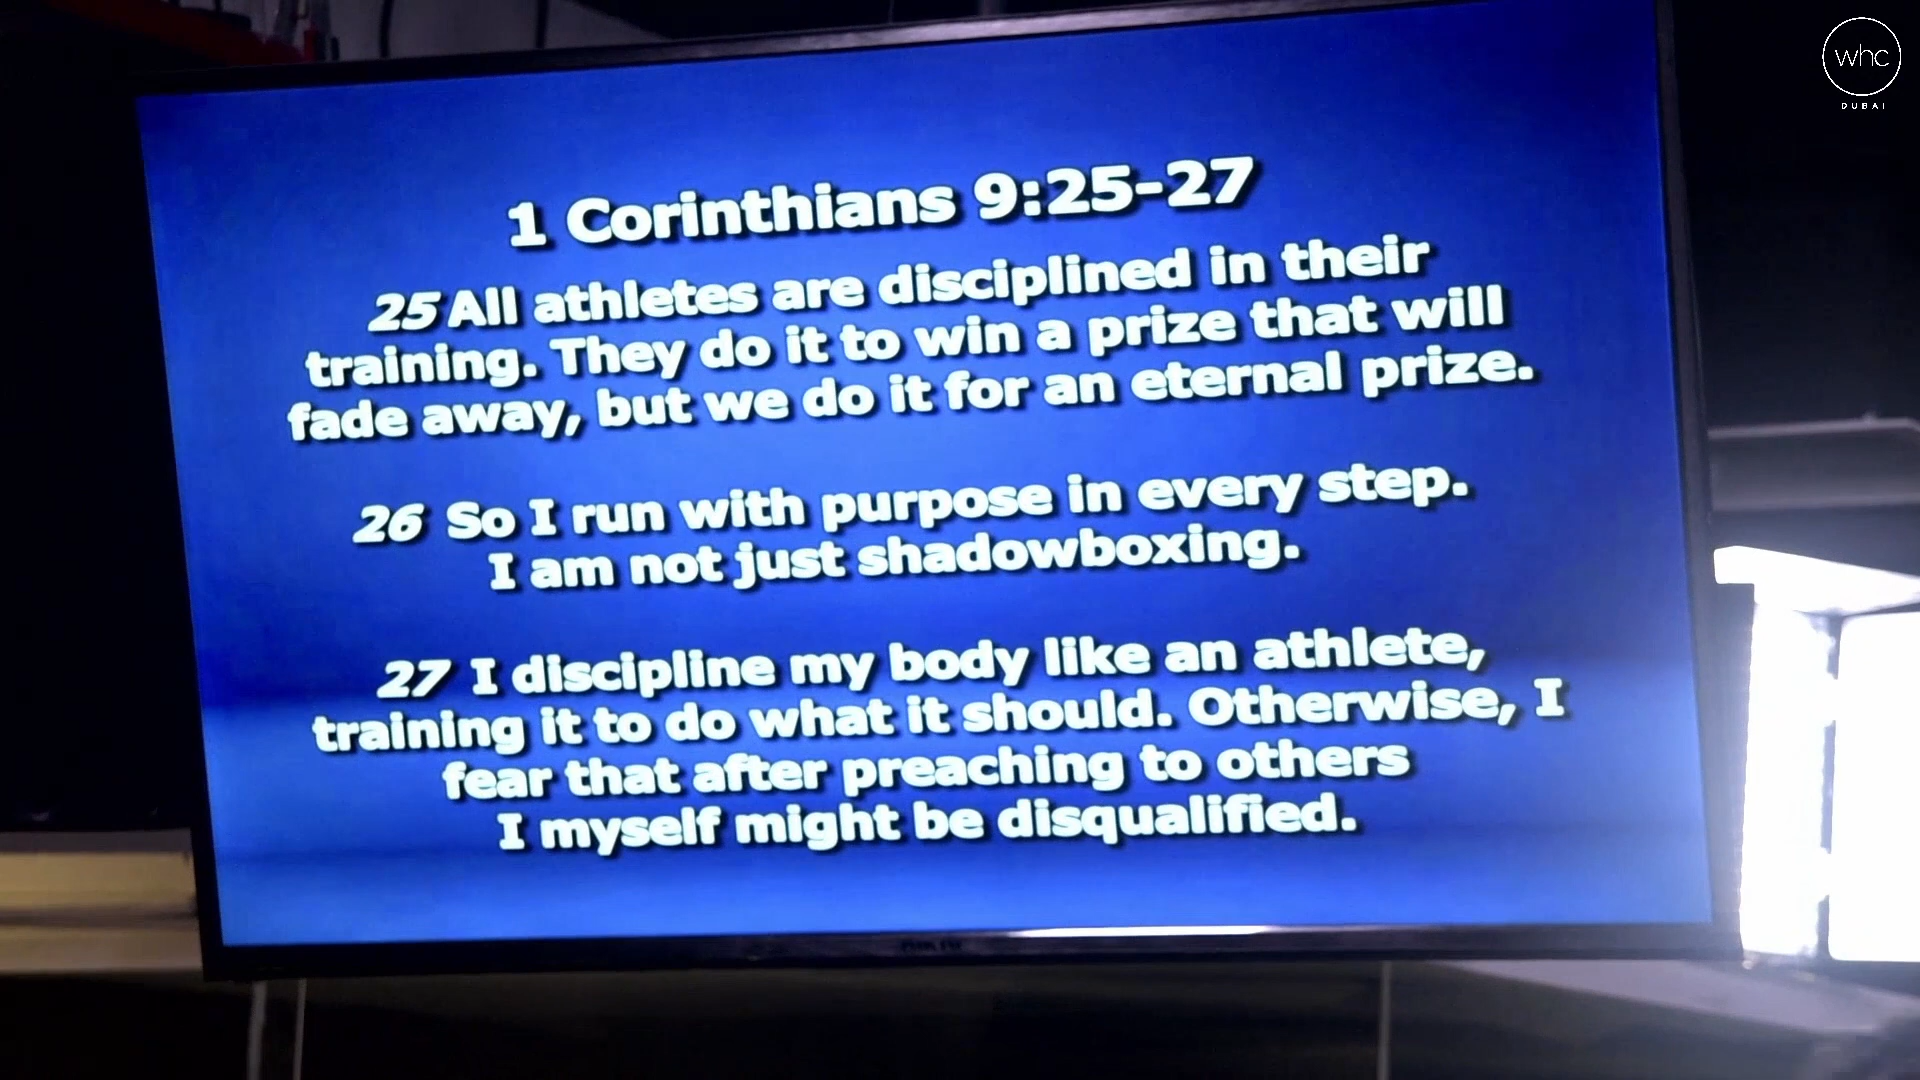 whc
DUBAI
1 Corinthians 9:25-27
25 All athletes are disciplined in their
training. They do it to win a prize that will
fade away, but we do it for an eternal prize.
26 So I run with purpose in every step.
I am not just shadowboxing.
27 I discipline my body like an athlete,
training it to do what it should. Otherwise, I
fear that after preaching to others
I myself might be disqualified.